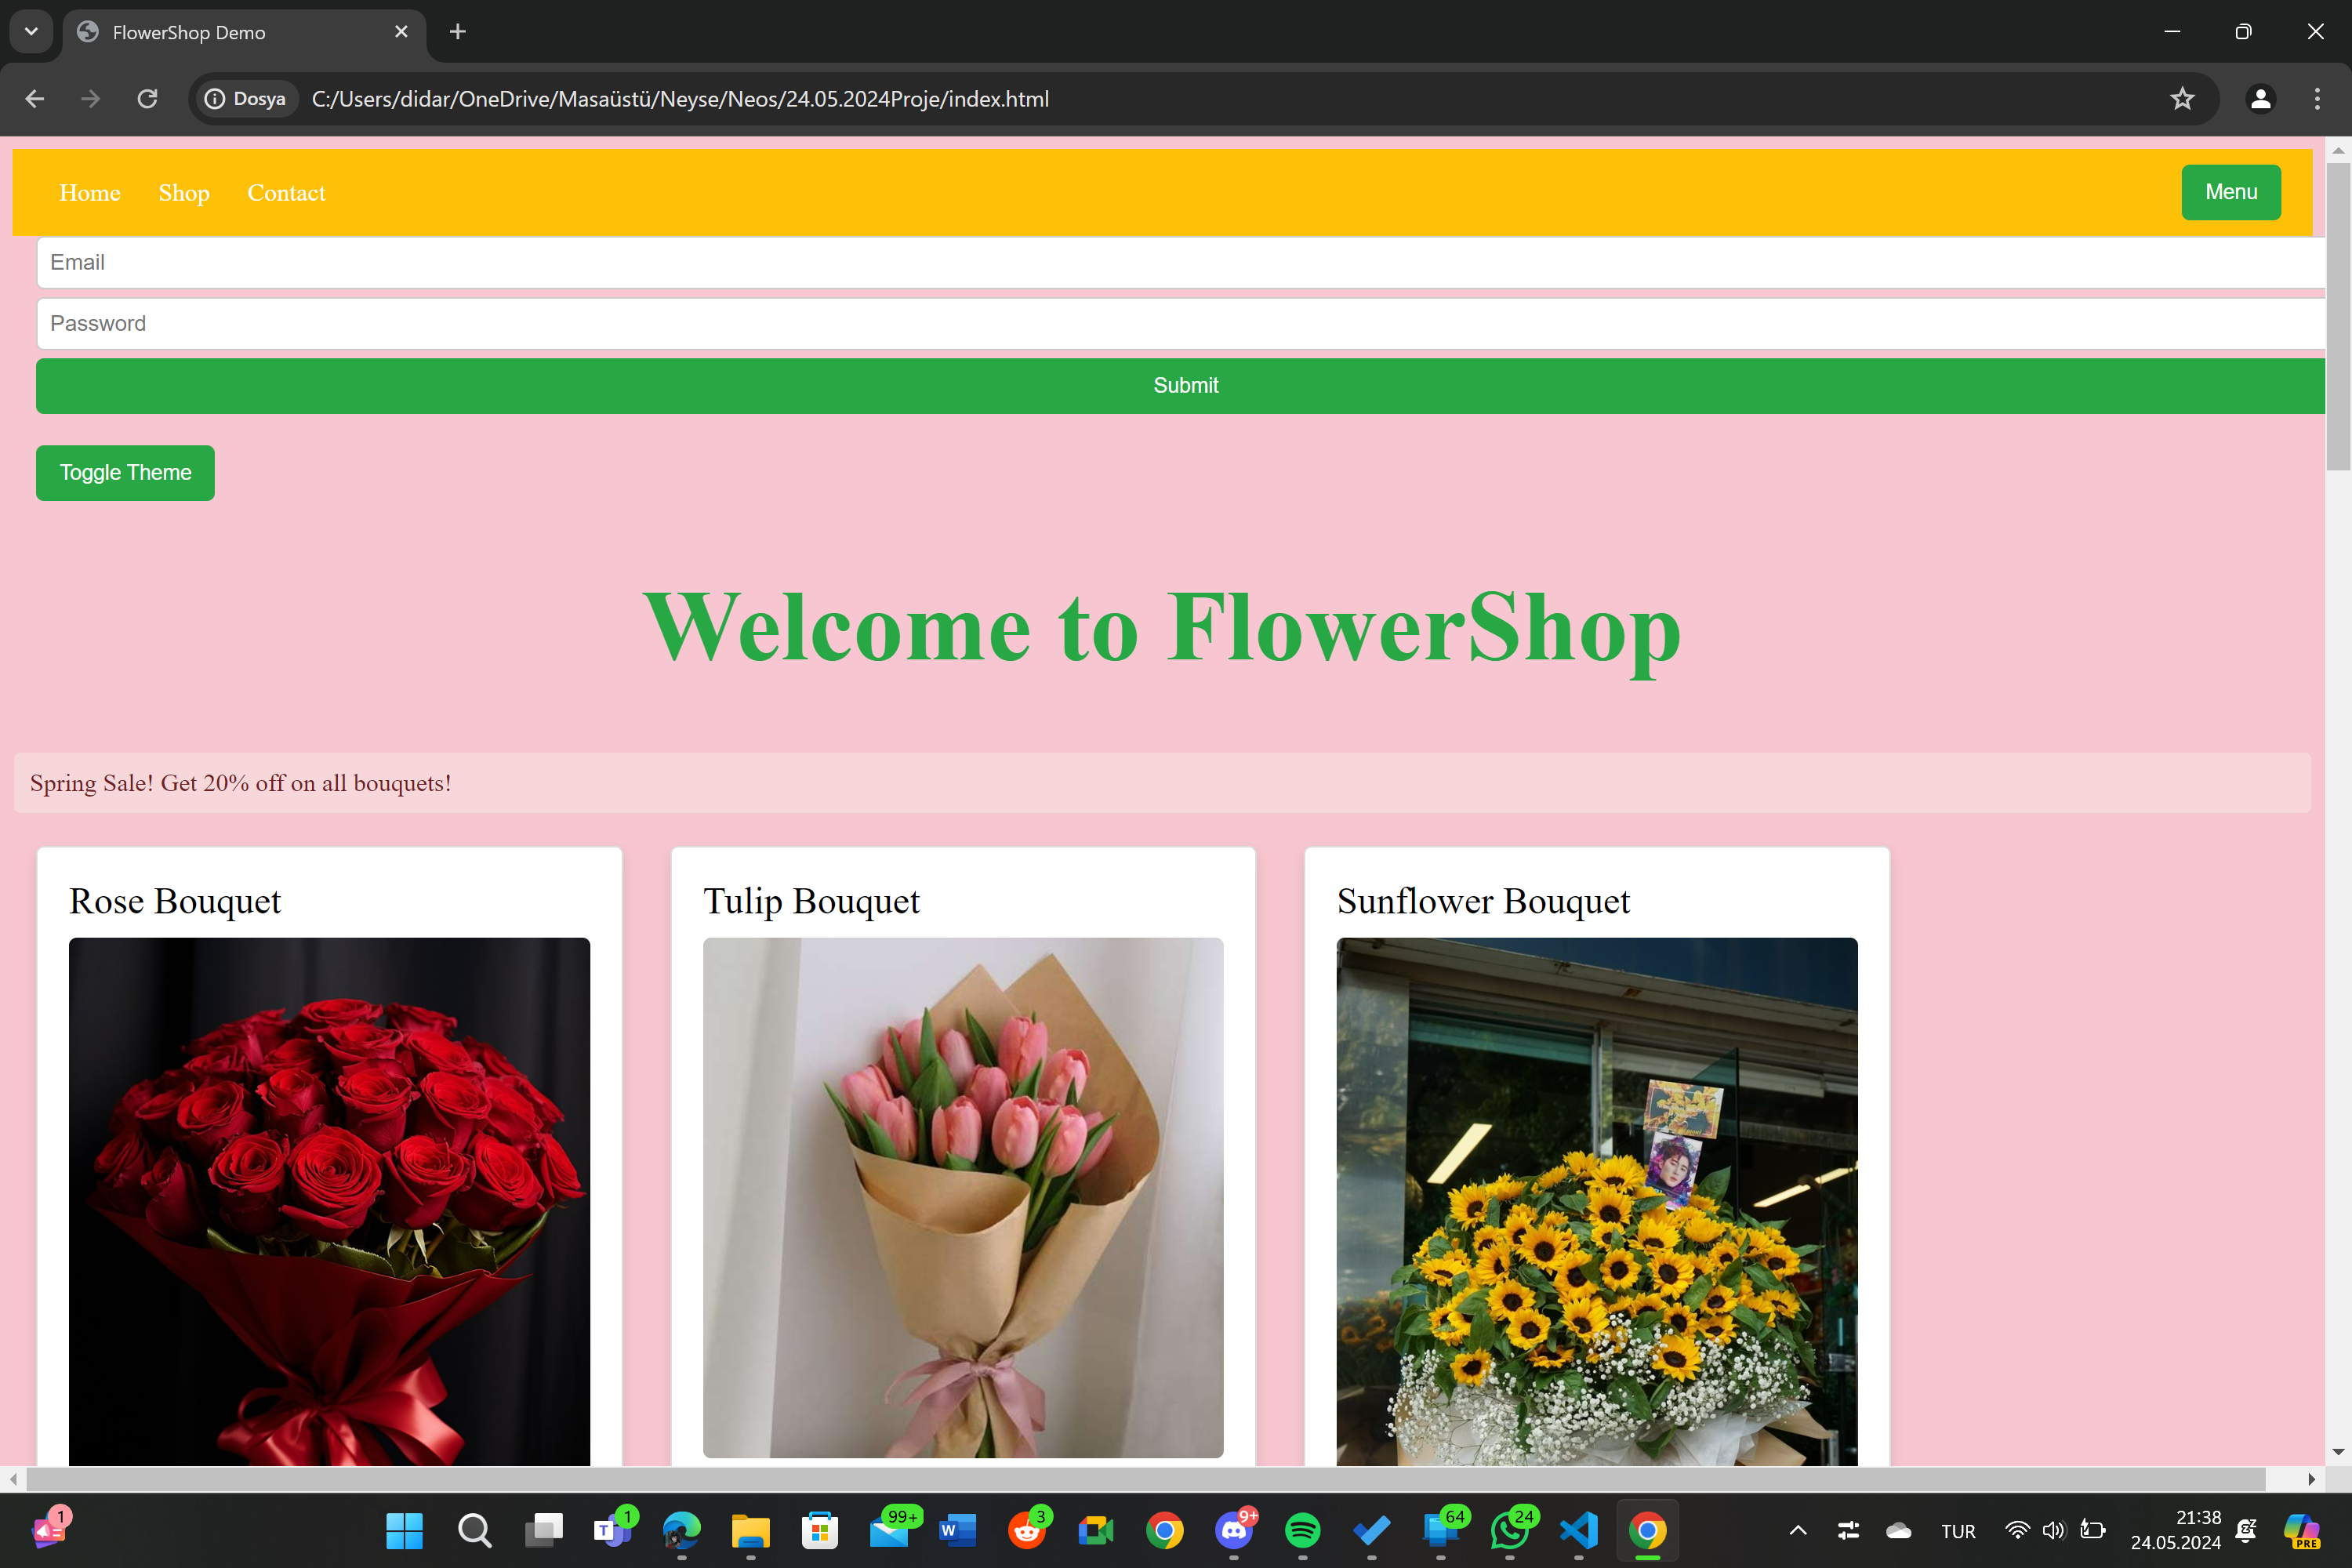 FlowerShop Demo
Dosya C:/Users/didar/OneDrive/Masaüstü/Neyse/Neos/24.05.2024Proje/index.html
Home Shop Contact Menu
Email
Password
Submit
Toggle Theme
Welcome to FlowerShop
Spring Sale! Get 20% off on all bouquets!
Rose Bouquet Tulip Bouquet Sunflower Bouquet
1 1 99+ W 3 9+ 64 24 TUR 21:38
T 24.05.2024 PRE